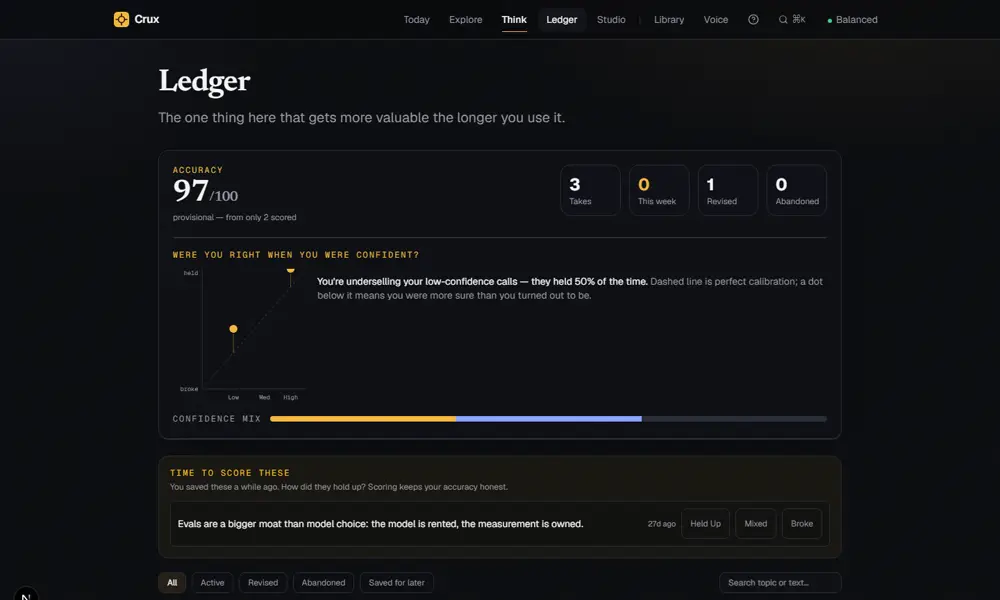 Crux
Today Explore Think Ledger Studio Library Voice ⌘K Balanced
Ledger
The one thing here that gets more valuable the longer you use it.
ACCURACY
97/100
provisional — from only 2 scored
3
Takes
0
This week
1
Revised
0
Abandoned
WERE YOU RIGHT WHEN YOU WERE CONFIDENT?
held
broke
Low Med High
You're underselling your low-confidence calls — they held 50% of the time. Dashed line is perfect calibration; a dot
below it means you were more sure than you turned out to be.
CONFIDENCE MIX
TIME TO SCORE THESE
You saved these a while ago. How did they hold up? Scoring keeps your accuracy honest.
Evals are a bigger moat than model choice: the model is rented, the measurement is owned.
27d ago Held Up Mixed Broke
All Active Revised Abandoned Saved for later
Search topic or text...